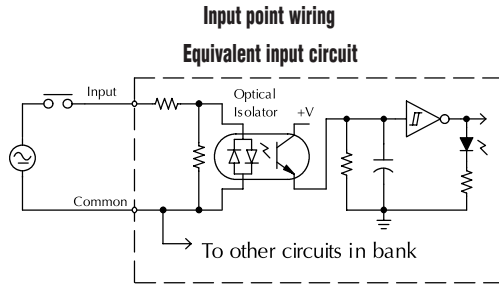 Input point wiring
Equivalent input circuit
Input
Optical
Isolator
+V
Common
To other circuits in bank